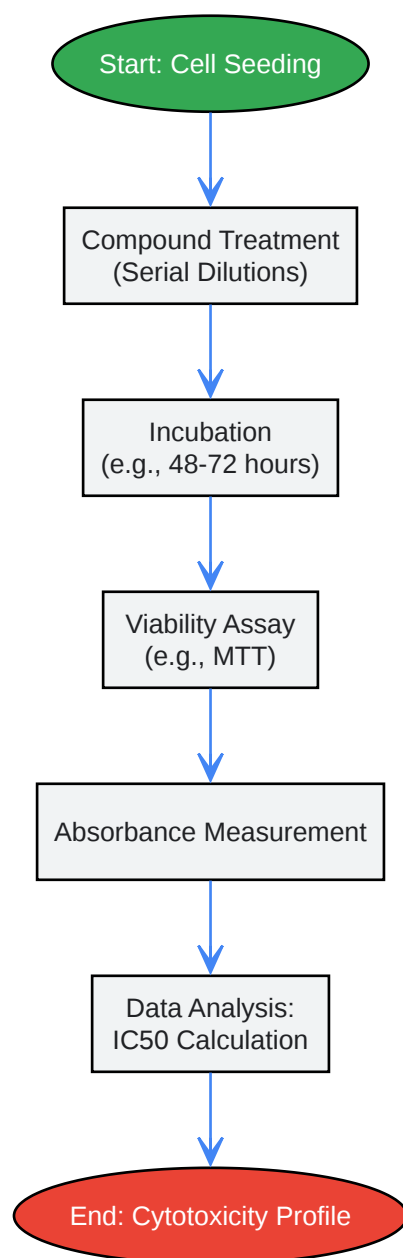 Start: Cell Seeding
Compound Treatment
(Serial Dilutions)
Incubation
(e.g., 48-72 hours)
Viability Assay
(e.g., MTT)
Absorbance Measurement
Data Analysis:
IC50 Calculation
End: Cytotoxicity Profile